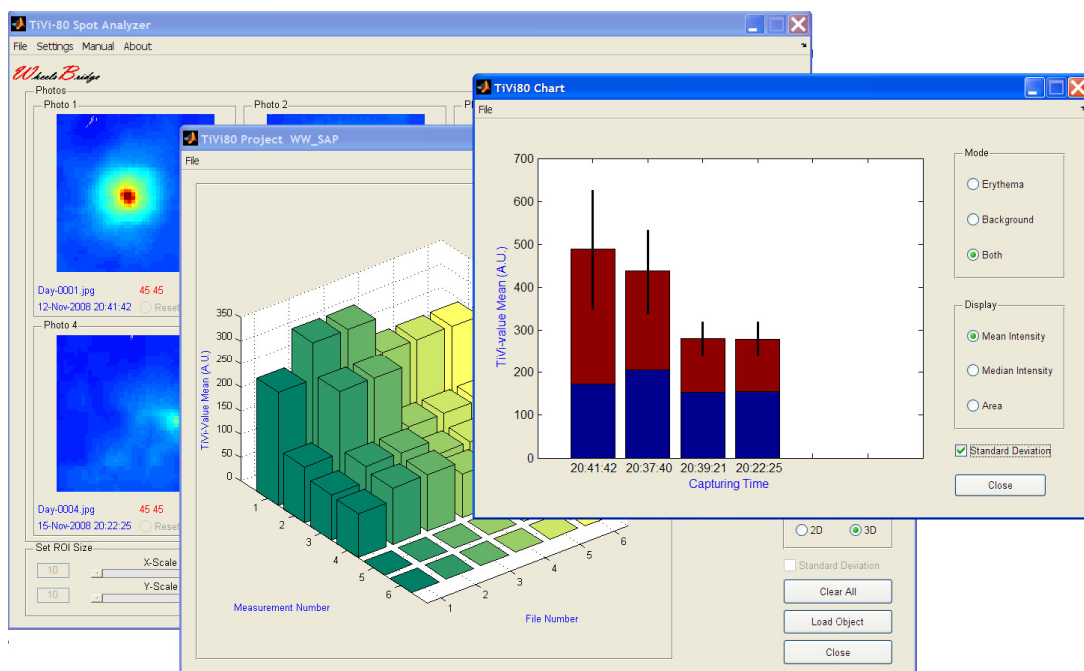 TiVi-80 Spot Analyzer
File Settings Manual About
WheelsBridge
Photos
Photo 1
Photo 2
Day-0001.jpg 45 45
12-Nov-2008 20:41:42 Reset
Photo 4
Day-0004.jpg 45 45
15-Nov-2008 20:22:25 Reset
Set ROI Size
10 X-Scale
10 Y-Scale
TiVi80 Project WW_SAP
File
350
300
250
200
150
100
50
0
TiVi-Value Mean (A.U.)
1
2
3
4
5
6
Measurement Number
1
2
3
4
5
6
File Number
2D 3D
Standard Deviation
Clear All
Load Object
Close
TiVi80 Chart
File
700
600
500
400
300
200
100
0
TiVi-value Mean (A.U.)
20:41:42 20:37:40 20:39:21 20:22:25
Capturing Time
Mode
Erythema
Background
Both
Display
Mean Intensity
Median Intensity
Area
Standard Deviation
Close